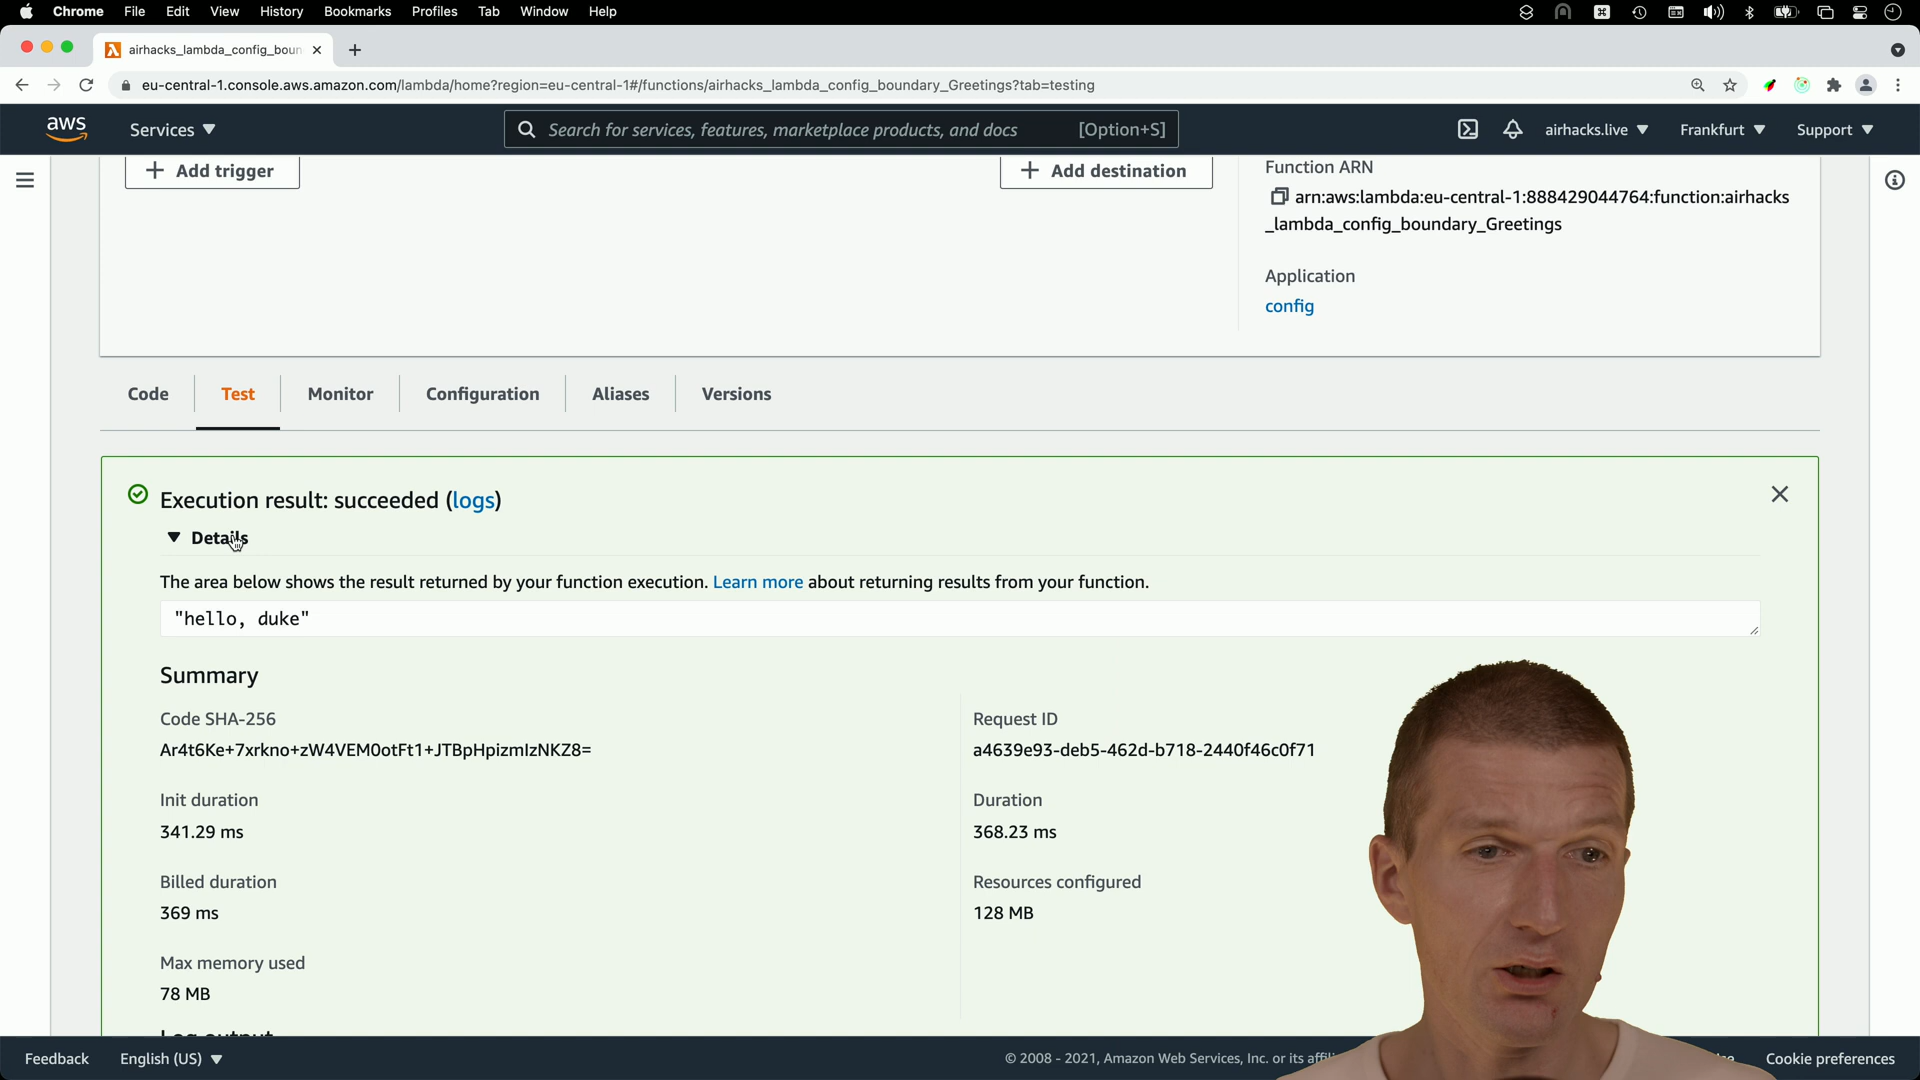 Chrome File Edit View History Bookmarks Profiles Tab Window Help
airhacks_lambda_config_boun
eu-central-1.console.aws.amazon.com/lambda/home?region=eu-central-1#/functions/airhacks_lambda_config_boundary_Greetings?tab=testing
aws Services Search for services, features, marketplace products, and docs [Option+S] airhacks.live Frankfurt Support
Add trigger
Add destination
Function ARN
arn:aws:lambda:eu-central-1:888429044764:function:airhacks
_lambda_config_boundary_Greetings
Application
config
Code Test Monitor Configuration Aliases Versions
Execution result: succeeded (logs)
Details
The area below shows the result returned by your function execution. Learn more about returning results from your function.
"hello, duke"
Summary
Code SHA-256
Ar4t6Ke+7xrkno+zW4VEM0otFt1+JTBpHpizmlzNKZ8=
Request ID
a4639e93-deb5-462d-b718-2440f46c0f71
Init duration
341.29 ms
Duration
368.23 ms
Billed duration
369 ms
Resources configured
128 MB
Max memory used
78 MB
Log output
Feedback English (US) © 2008 - 2021, Amazon Web Services, Inc. or its Cookie preferences